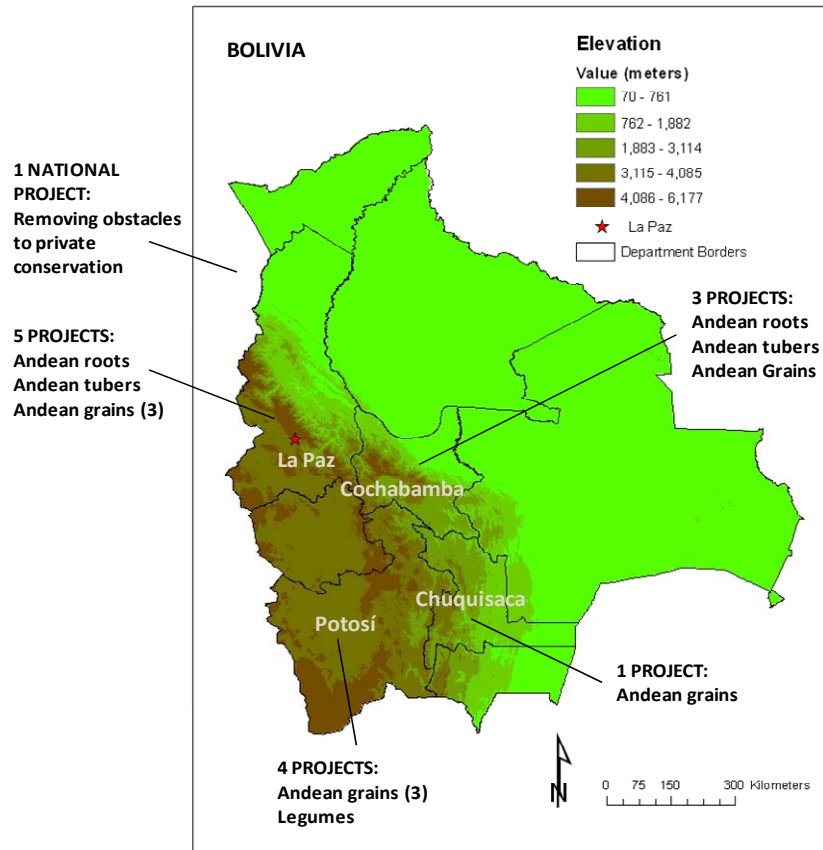 BOLIVIA
Elevation
Value (meters)
70 - 761
762 - 1,882
1,883 - 3,114
3,115 - 4,085
4,086 - 6,177
La Paz
Department Borders
1 NATIONAL
PROJECT:
Removing obstacles
to private
conservation
3 PROJECTS:
Andean roots
Andean tubers
Andean Grains
5 PROJECTS:
Andean roots
Andean tubers
Andean grains (3)
La Paz
Cochabamba
Chuquisaca
Potosí
1 PROJECT:
Andean grains
4 PROJECTS:
Andean grains (3)
Legumes
N
0 75 150 300 Kilometers